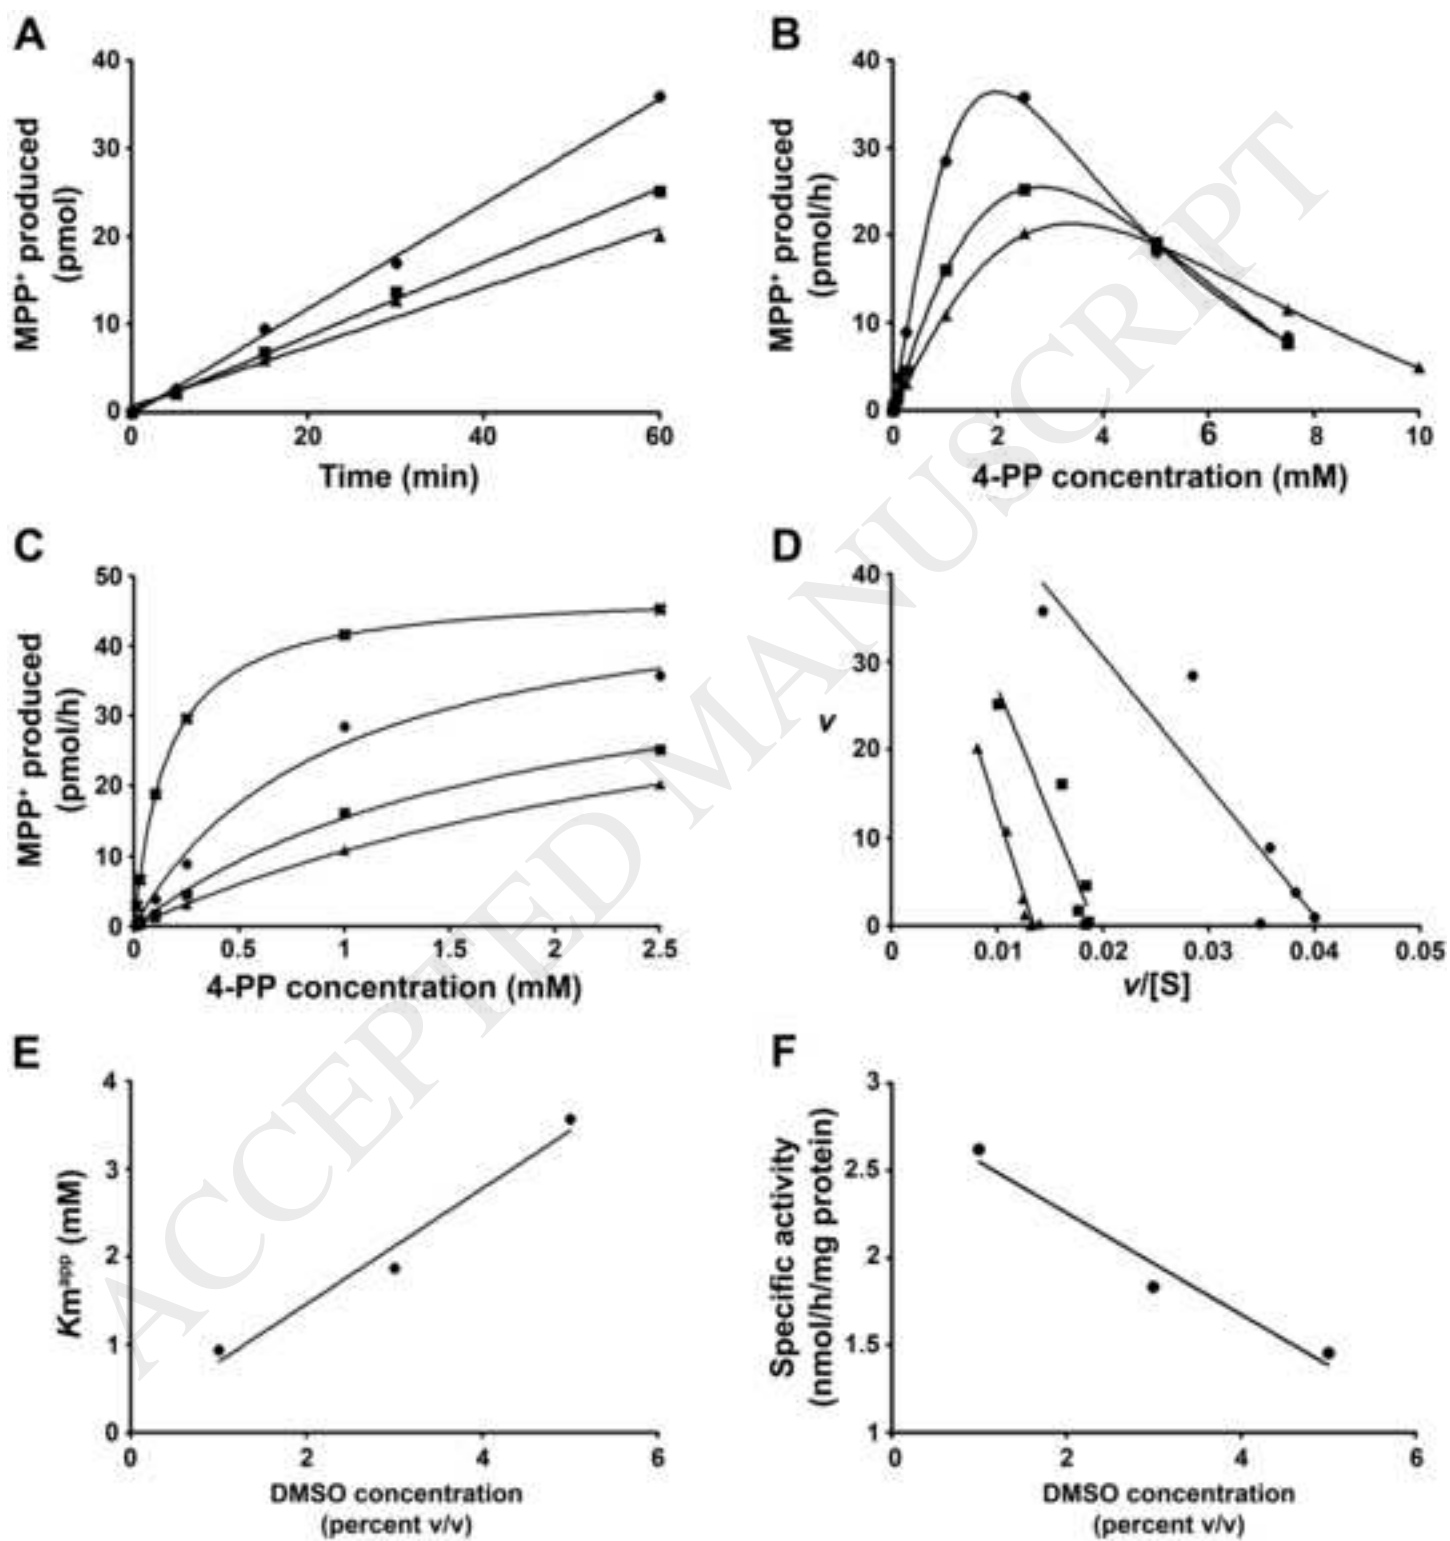 A
40
30
20
10
0
MPP⁺ produced
(pmol)
0 20 40 60
Time (min)
B
40
30
20
10
0
MPP⁺ produced
(pmol/h)
0 2 4 6 8 10
4-PP concentration (mM)
C
50
40
30
20
10
0
MPP⁺ produced
(pmol/h)
0 0.5 1 1.5 2 2.5
4-PP concentration (mM)
D
40
30
20
10
0
v
0 0.01 0.02 0.03 0.04 0.05
v/[S]
E
4
3
2
1
0
Kmᵃᵖᵖ (mM)
0 2 4 6
DMSO concentration
(percent v/v)
F
3
2.5
2
1.5
1
Specific activity
(nmol/h/mg protein)
0 2 4 6
DMSO concentration
(percent v/v)
ACCEPTED MANUSCRIPT